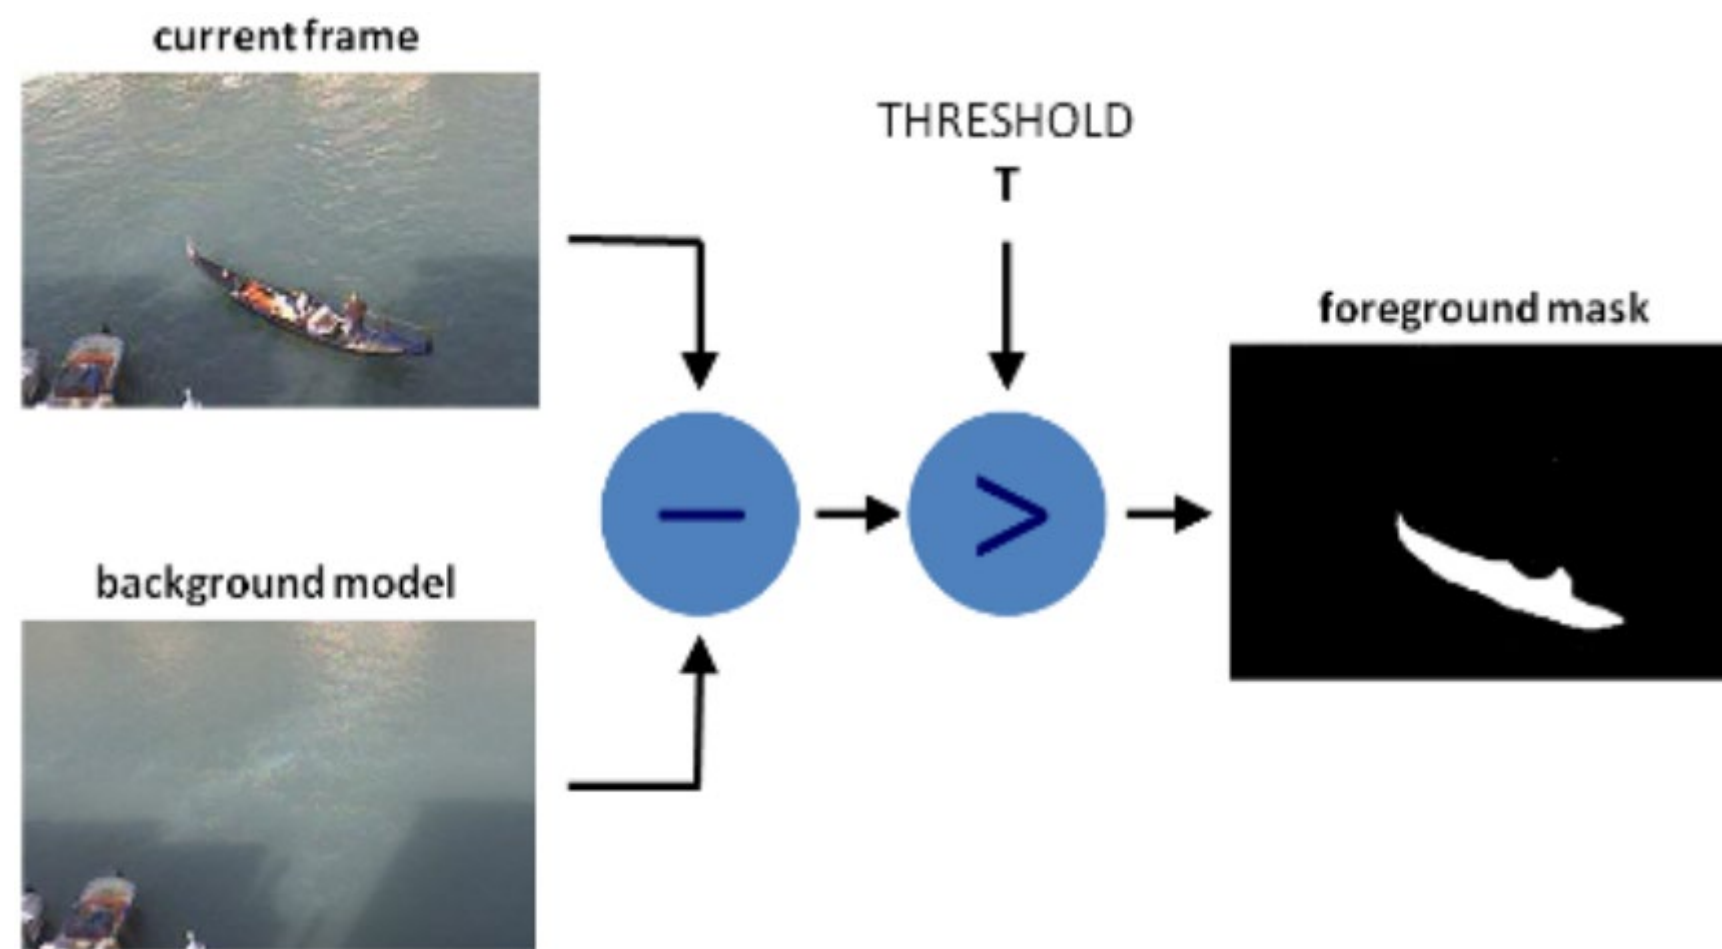 current frame
THRESHOLD
T
−
>
foreground mask
background model